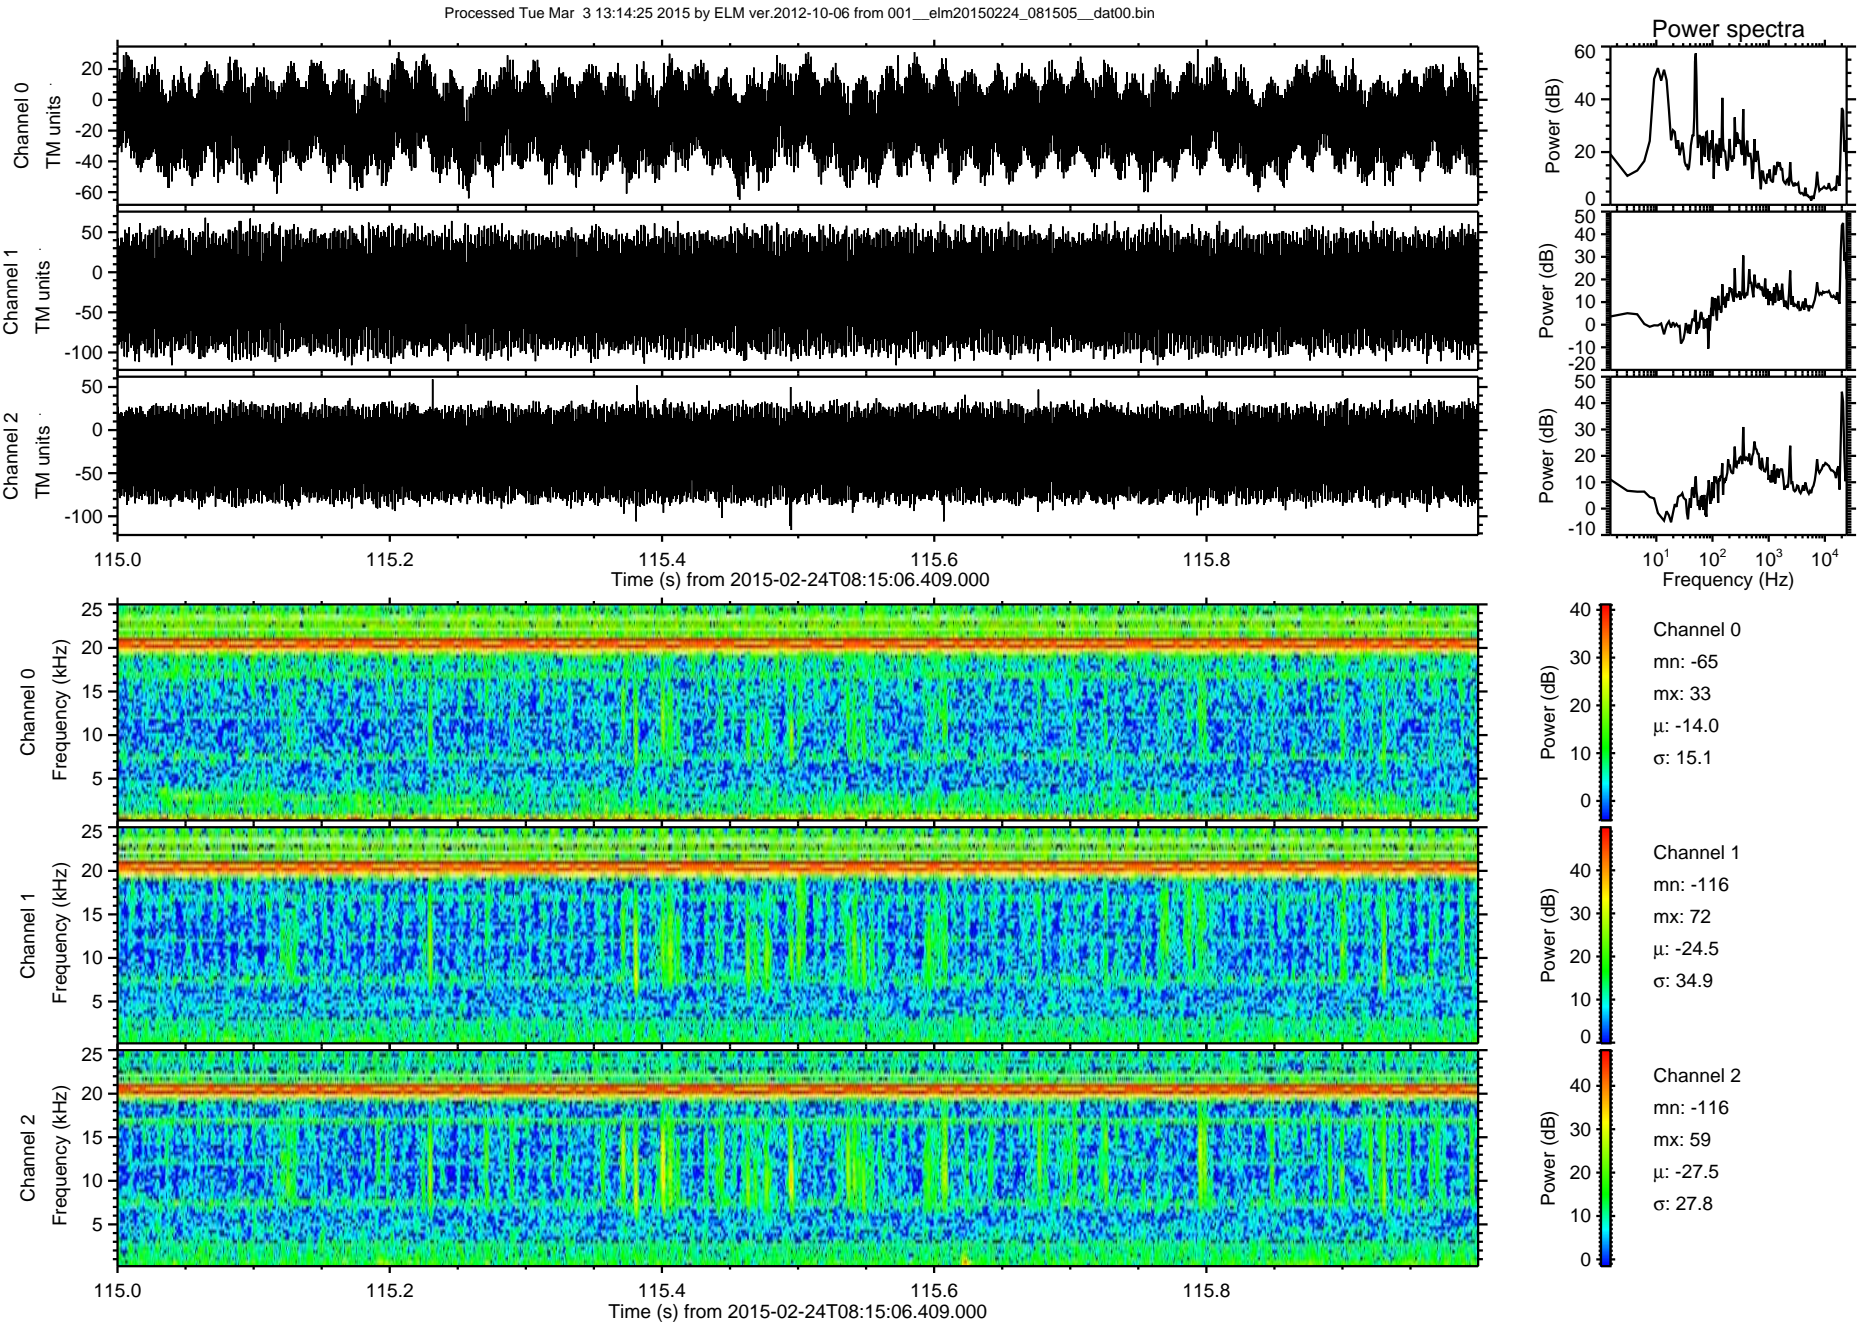 Processed Tue Mar  3 13:14:25 2015 by ELM ver.2012-10-06 from 001__elm20150224_081505__dat00.bin
Power spectra
Channel 0
TM units
20
0
-20
-40
-60
Power (dB)
60
40
20
0
Channel 1
TM units
50
0
-50
-100
Power (dB)
50
40
30
20
10
0
-10
-20
Channel 2
TM units
50
0
-50
-100
Power (dB)
50
40
30
20
10
0
-10
115.0 115.2 115.4 115.6 115.8
Time (s) from 2015-02-24T08:15:06.409.000
10¹ 10² 10³ 10⁴
Frequency (Hz)
Channel 0
Frequency (kHz)
25
20
15
10
5
Power (dB)
40
30
20
10
0
Channel 0
mn: -65
mx: 33
μ: -14.0
σ: 15.1
Channel 1
Frequency (kHz)
25
20
15
10
5
Power (dB)
40
30
20
10
0
Channel 1
mn: -116
mx: 72
μ: -24.5
σ: 34.9
Channel 2
Frequency (kHz)
25
20
15
10
5
Power (dB)
40
30
20
10
0
Channel 2
mn: -116
mx: 59
μ: -27.5
σ: 27.8
115.0 115.2 115.4 115.6 115.8
Time (s) from 2015-02-24T08:15:06.409.000